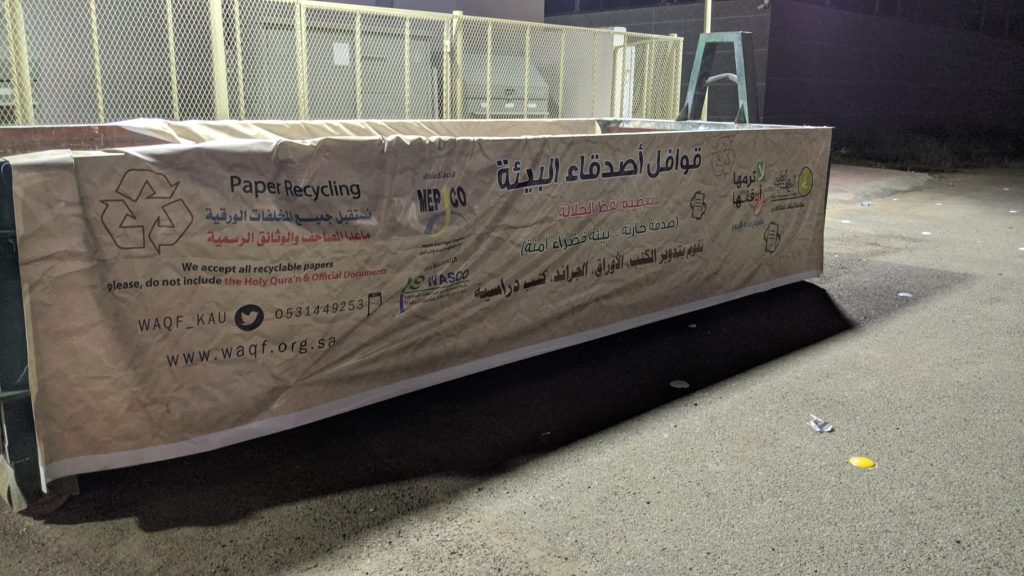 Paper Recycling
نستقبل جميع المخلفات الورقية
ماعدا المصاحف والوثائق الرسمية
We accept all recyclable papers
please, do not include the Holy Qura'n & Official Documents
WAQF_KAU 0531449253
www.waqf.org.sa
NEPCO
WASCO
قوافل أصدقاء البيئة
تعظيم لفظ الجلالة
(صدقة جارية .. بيئة خضراء آمنة)
نقوم بتدوير الكتب, الأوراق, الجرائد, كتب دراسية
لا ترمها
أوقفها